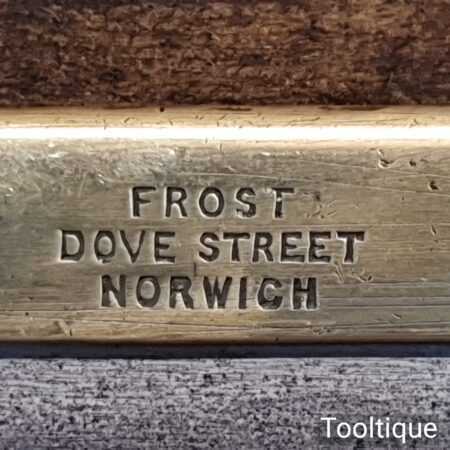 FROST
DOVE STREET
NORWICH
Tooltique